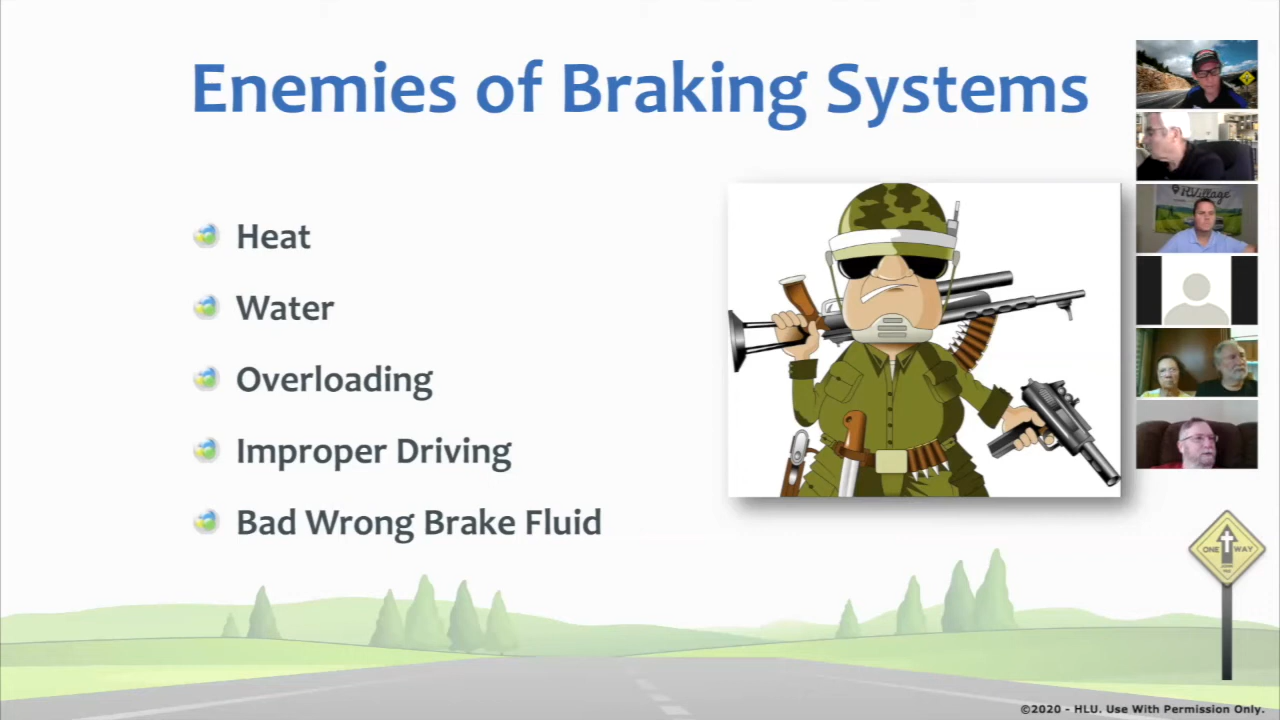 Enemies of Braking Systems
Heat
Water
Overloading
Improper Driving
Bad Wrong Brake Fluid
RVillage
ONE WAY
©2020 - HLU. Use With Permission Only.